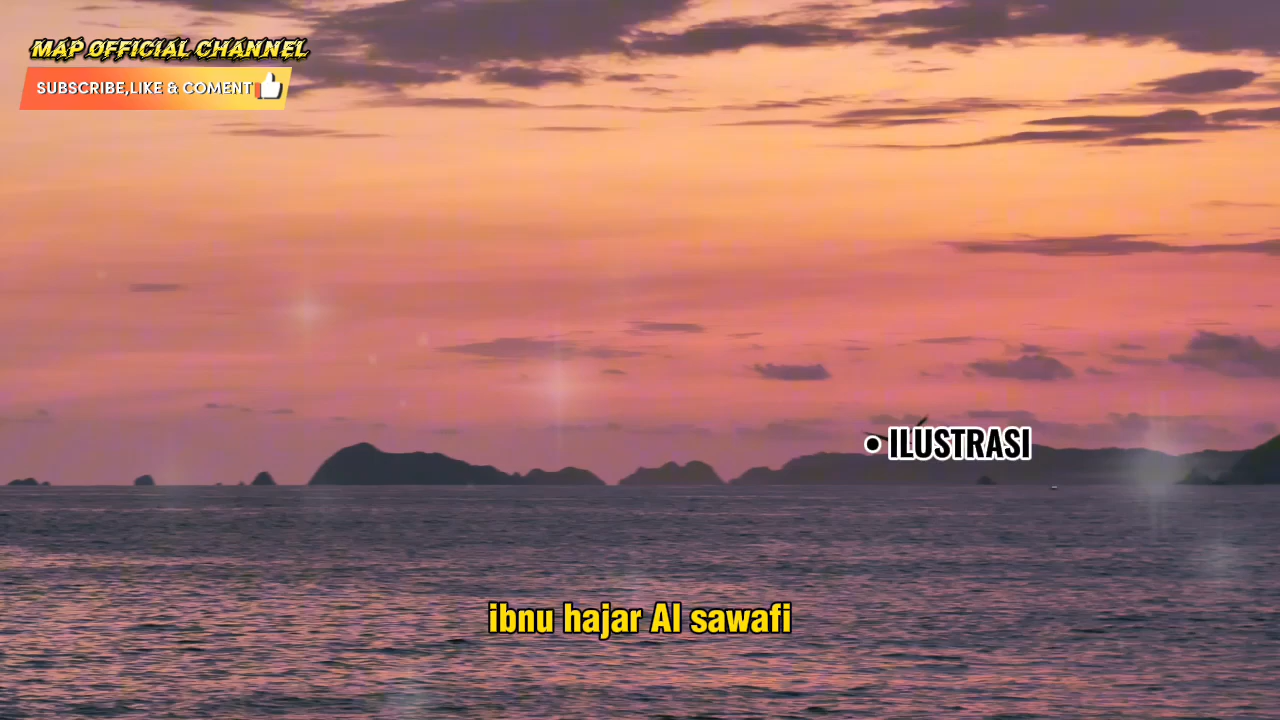 MAP OFFICIAL CHANNEL
SUBSCRIBE,LIKE & COMENT
• ILUSTRASI
ibnu hajar Al sawafi